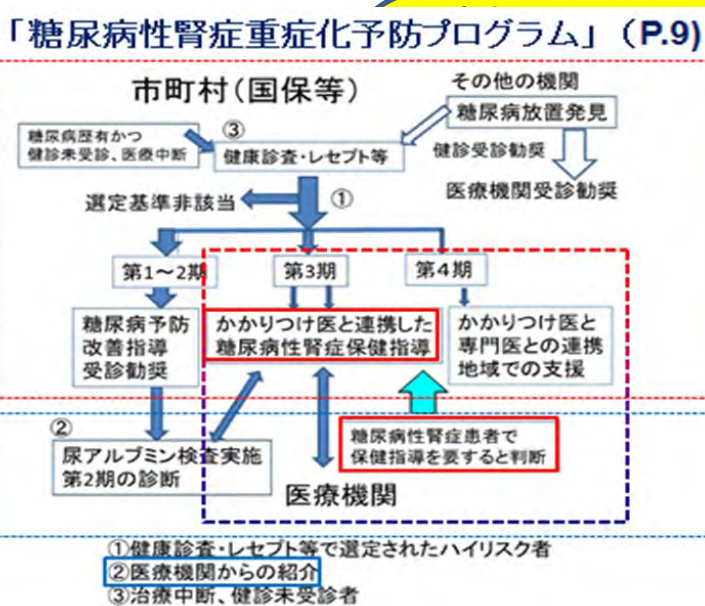 「糖尿病性腎症重症化予防プログラム」（P.9）
市町村（国保等）
その他の機関
糖尿病放置発見
糖尿病歴有かつ
健診未受診、医療中断
③
健康診査・レセプト等
健診受診勧奨
医療機関受診勧奨
選定基準非該当
①
第1～2期
第3期
第4期
糖尿病予防
改善指導
受診勧奨
かかりつけ医と連携した
糖尿病性腎症保健指導
かかりつけ医と
専門医との連携
地域での支援
②
尿アルブミン検査実施
第2期の診断
糖尿病性腎症患者で
保健指導を要すると判断
医療機関
①健康診査・レセプト等で選定されたハイリスク者
②医療機関からの紹介
③治療中断、健診未受診者